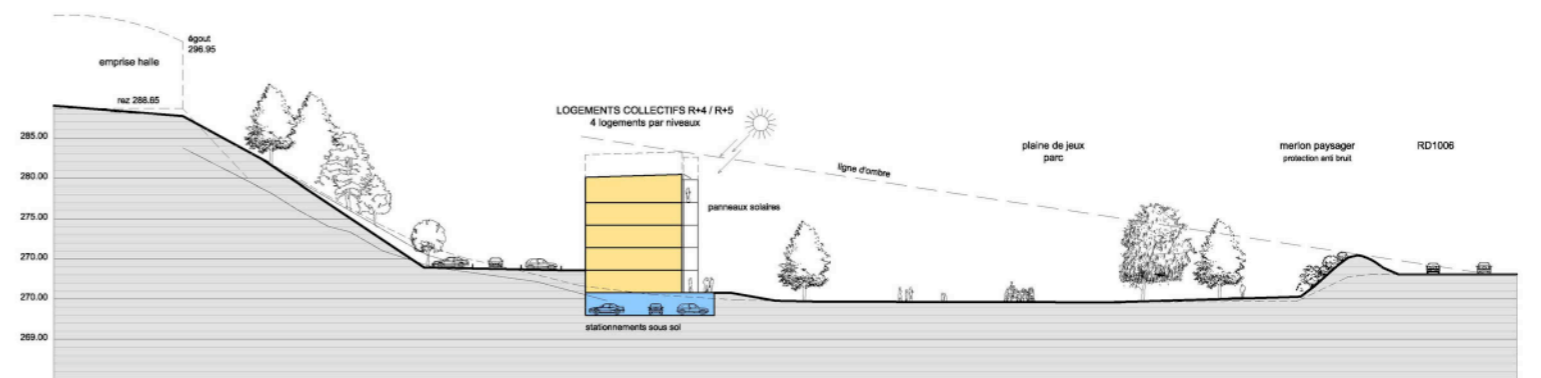 égout
296.95
emprise halle
rez 288.65
LOGEMENTS COLLECTIFS R+4 / R+5
4 logements par niveaux
285.00
plaine de jeux
parc
merlon paysager
protection anti bruit
RD1006
ligne d'ombre
280.00
panneaux solaires
275.00
270.00
270.00
stationnements sous sol
269.00